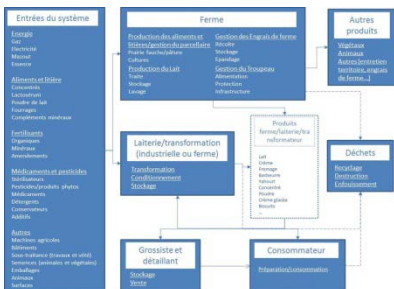 Entrées du système
Energie
Gaz
Electricité
Mazout
Essence
Aliments et litière
Concentrés
Lactostrum
Poudre de lait
Fourrages
Compléments minéraux
Fertilisants
Organiques
Minéraux
Amendements
Médicaments et pesticides
Stérilisateurs
Pesticides/produits phytos
Médicaments
Détergents
Conservateurs
Additifs
Autres
Machines agricoles
Bâtiments
Sous-traitance (travaux et vété)
Semences (animales et végétales)
Emballages
Animaux
Surfaces
Ferme
Production des aliments et
litières/gestion du parcellaire
Prairie fauche/pâture
Cultures
Production du Lait
Traite
Stockage
Lavage
Gestion des Engrais de ferme
Récolte
Stockage
Epandage
Gestion du Troupeau
Alimentation
Protection
Infrastructure
Autres
produits
Végétaux
Animaux
Autres (entretien
territoire, engrais
de ferme...)
Laiterie/transformation
(industrielle ou ferme)
Transformation
Conditionnement
Stockage
Produits
ferme/laiterie/tra
nsformateur
Lait
Crème
Fromage
Babeurre
Yaourt
Concentré
Poudre
Crème glacée
Biscuits
...
Déchets
Recyclage
Destruction
Enfouissement
Grossiste et
détaillant
Stockage
Vente
Consommateur
Préparation/consommation